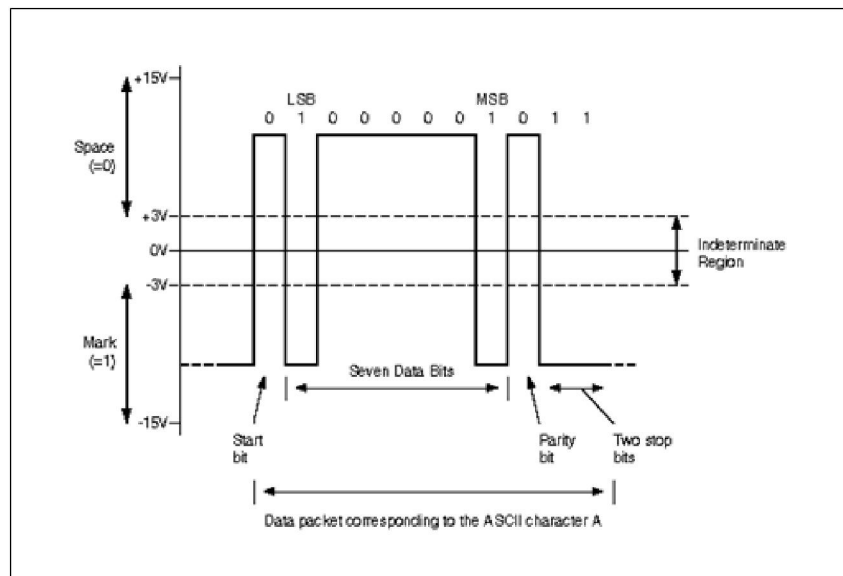 +15V
LSB MSB
0 1 0 0 0 0 0 1 0 1 1
Space
(=0)
+3V
0V
-3V
Indeterminate
Region
Mark
(=1)
-15V
Seven Data Bits
Start
bit
Parity
bit
Two stop
bits
Data packet corresponding to the ASCII character A